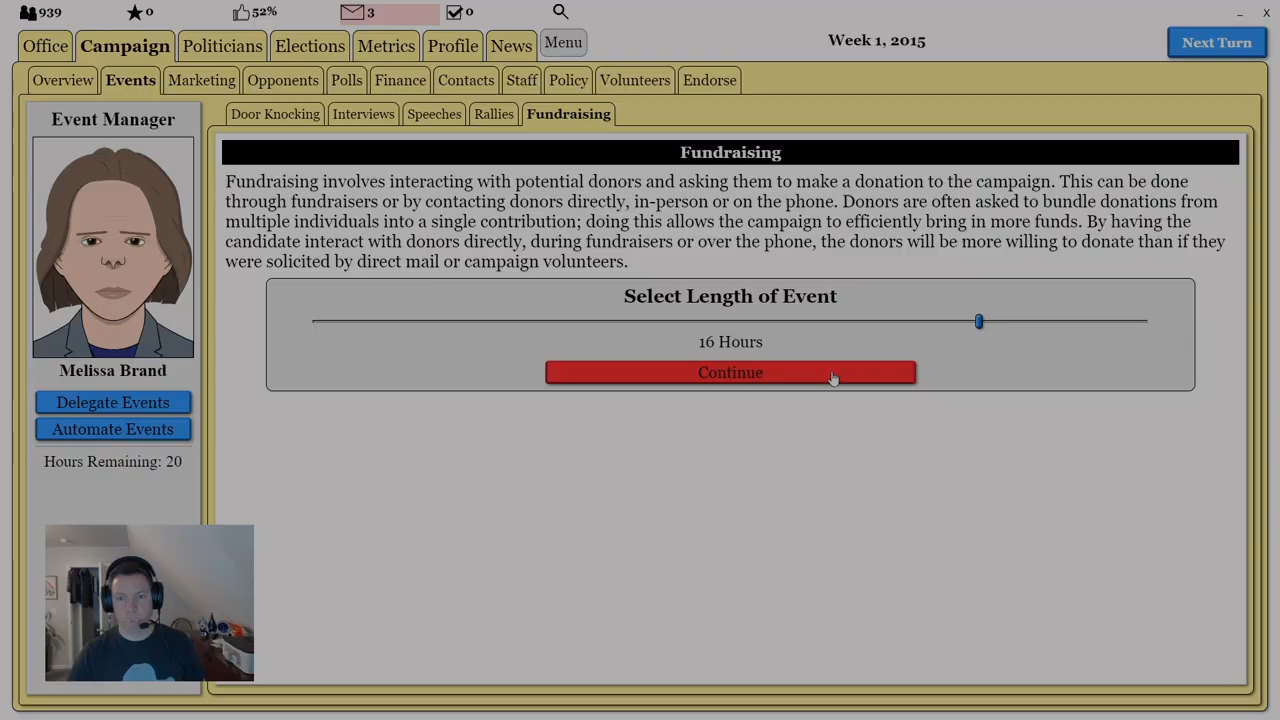 939
0
52%
3
0
_ X
Office
Campaign
Politicians
Elections
Metrics
Profile
News
Menu
Week 1, 2015
Next Turn
Overview
Events
Marketing
Opponents
Polls
Finance
Contacts
Staff
Policy
Volunteers
Endorse
Event Manager
Melissa Brand
Delegate Events
Automate Events
Hours Remaining: 20
Door Knocking
Interviews
Speeches
Rallies
Fundraising
Fundraising
Fundraising involves interacting with potential donors and asking them to make a donation to the campaign. This can be done
through fundraisers or by contacting donors directly, in-person or on the phone. Donors are often asked to bundle donations from
multiple individuals into a single contribution; doing this allows the campaign to efficiently bring in more funds. By having the
candidate interact with donors directly, during fundraisers or over the phone, the donors will be more willing to donate than if they
were solicited by direct mail or campaign volunteers.
Select Length of Event
16 Hours
Continue